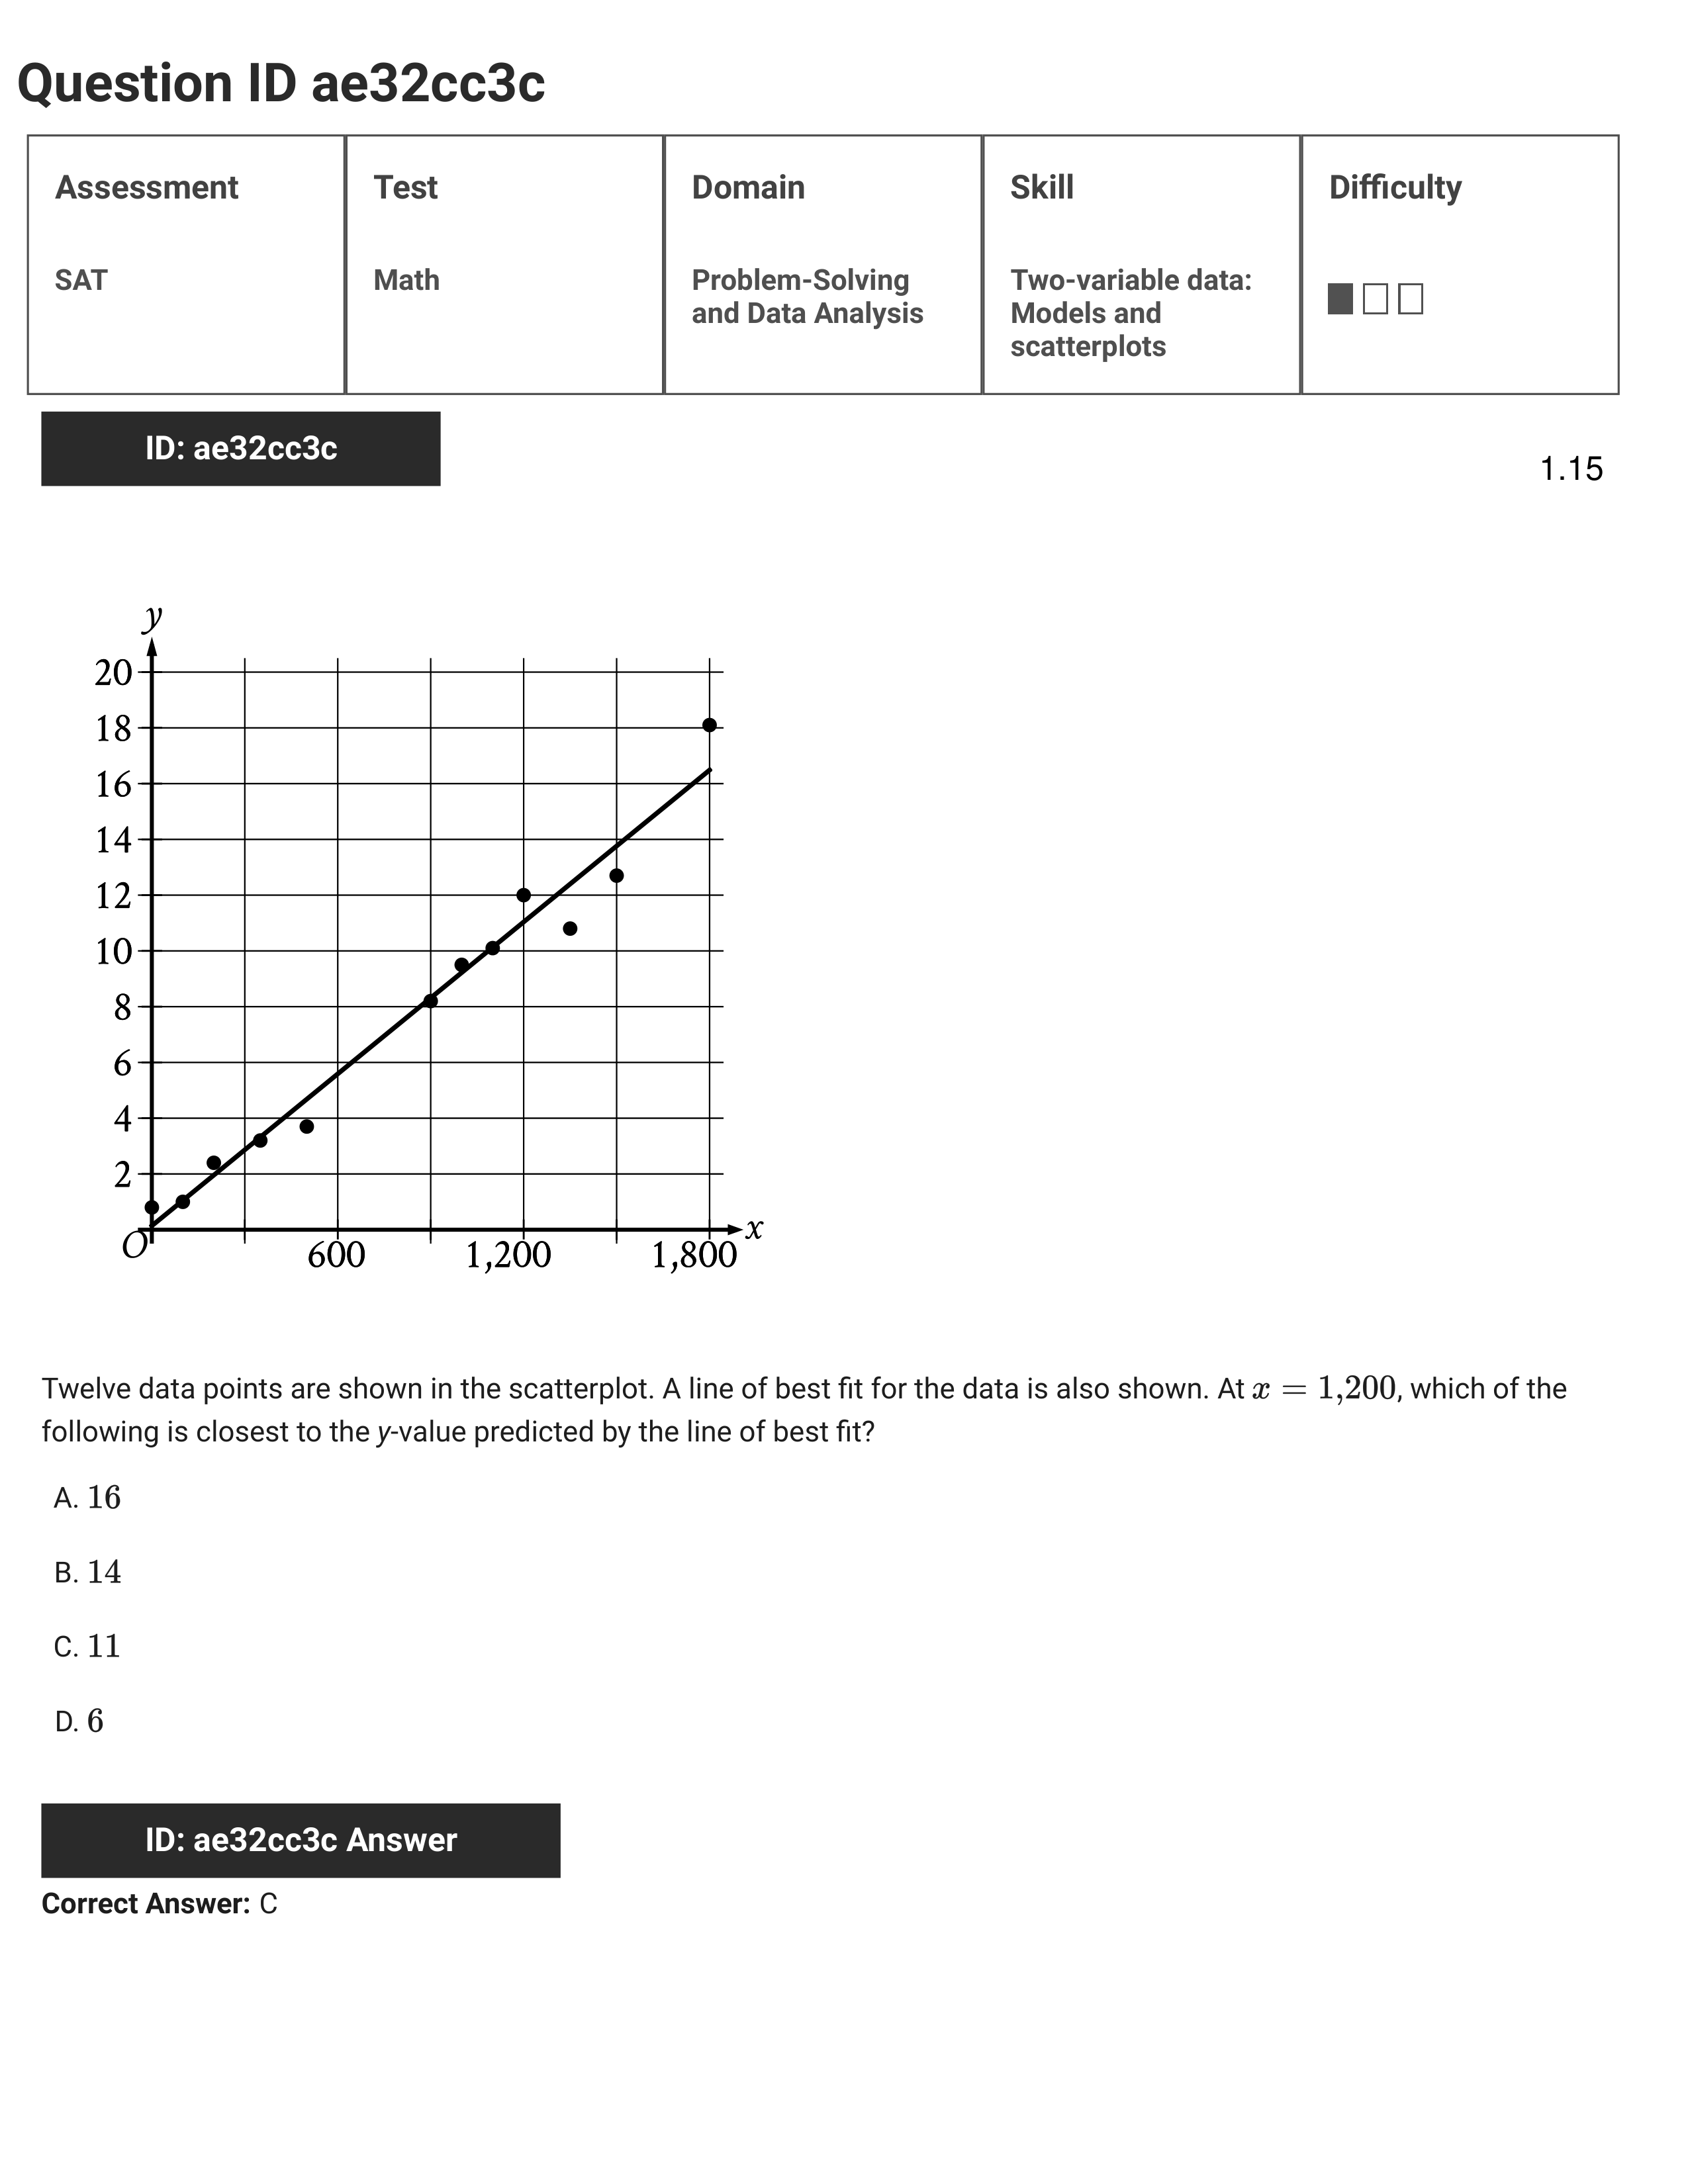 Question ID ae32cc3c
Assessment
Test
Domain
Skill
Difficulty
SAT
Math
Problem-Solving
and Data Analysis
Two-variable data:
Models and
scatterplots
ID: ae32cc3c
1.15
y
20
18
16
14
12
10
8
6
4
2
O
600
1,200
1,800
x
Twelve data points are shown in the scatterplot. A line of best fit for the data is also shown. At x = 1,200, which of the
following is closest to the y-value predicted by the line of best fit?
A. 16
B. 14
C. 11
D. 6
ID: ae32cc3c Answer
Correct Answer: C